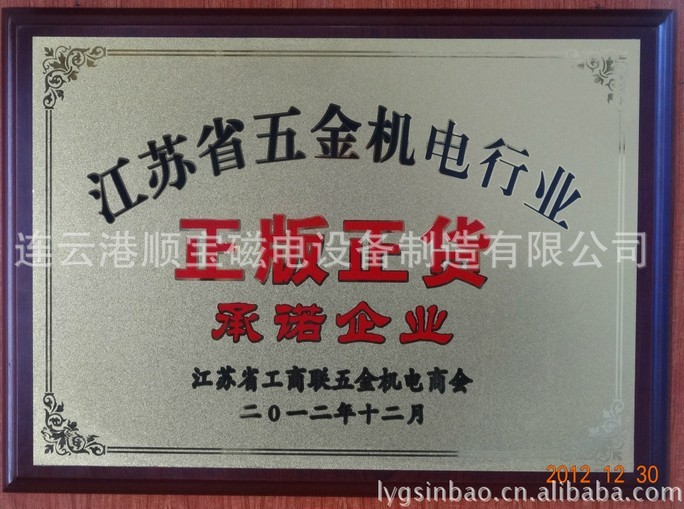 江苏省五金机电行业
正版正货
连云港顺 磁电设备制造有限公司
承诺企业
江苏省工商联五金机电商会
二0一二年十二月
2012 12 30
lygsinbao.cn.alibaba.com